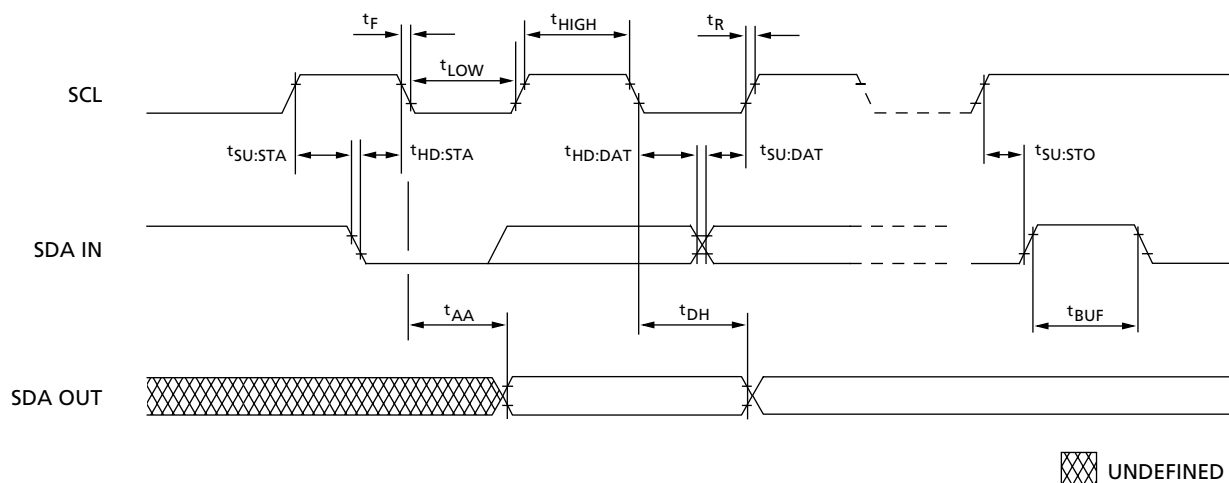 tF
tHIGH
tR
tLOW
SCL
tSU:STA
tHD:STA
tHD:DAT
tSU:DAT
tSU:STO
SDA IN
tAA
tDH
tBUF
SDA OUT
UNDEFINED